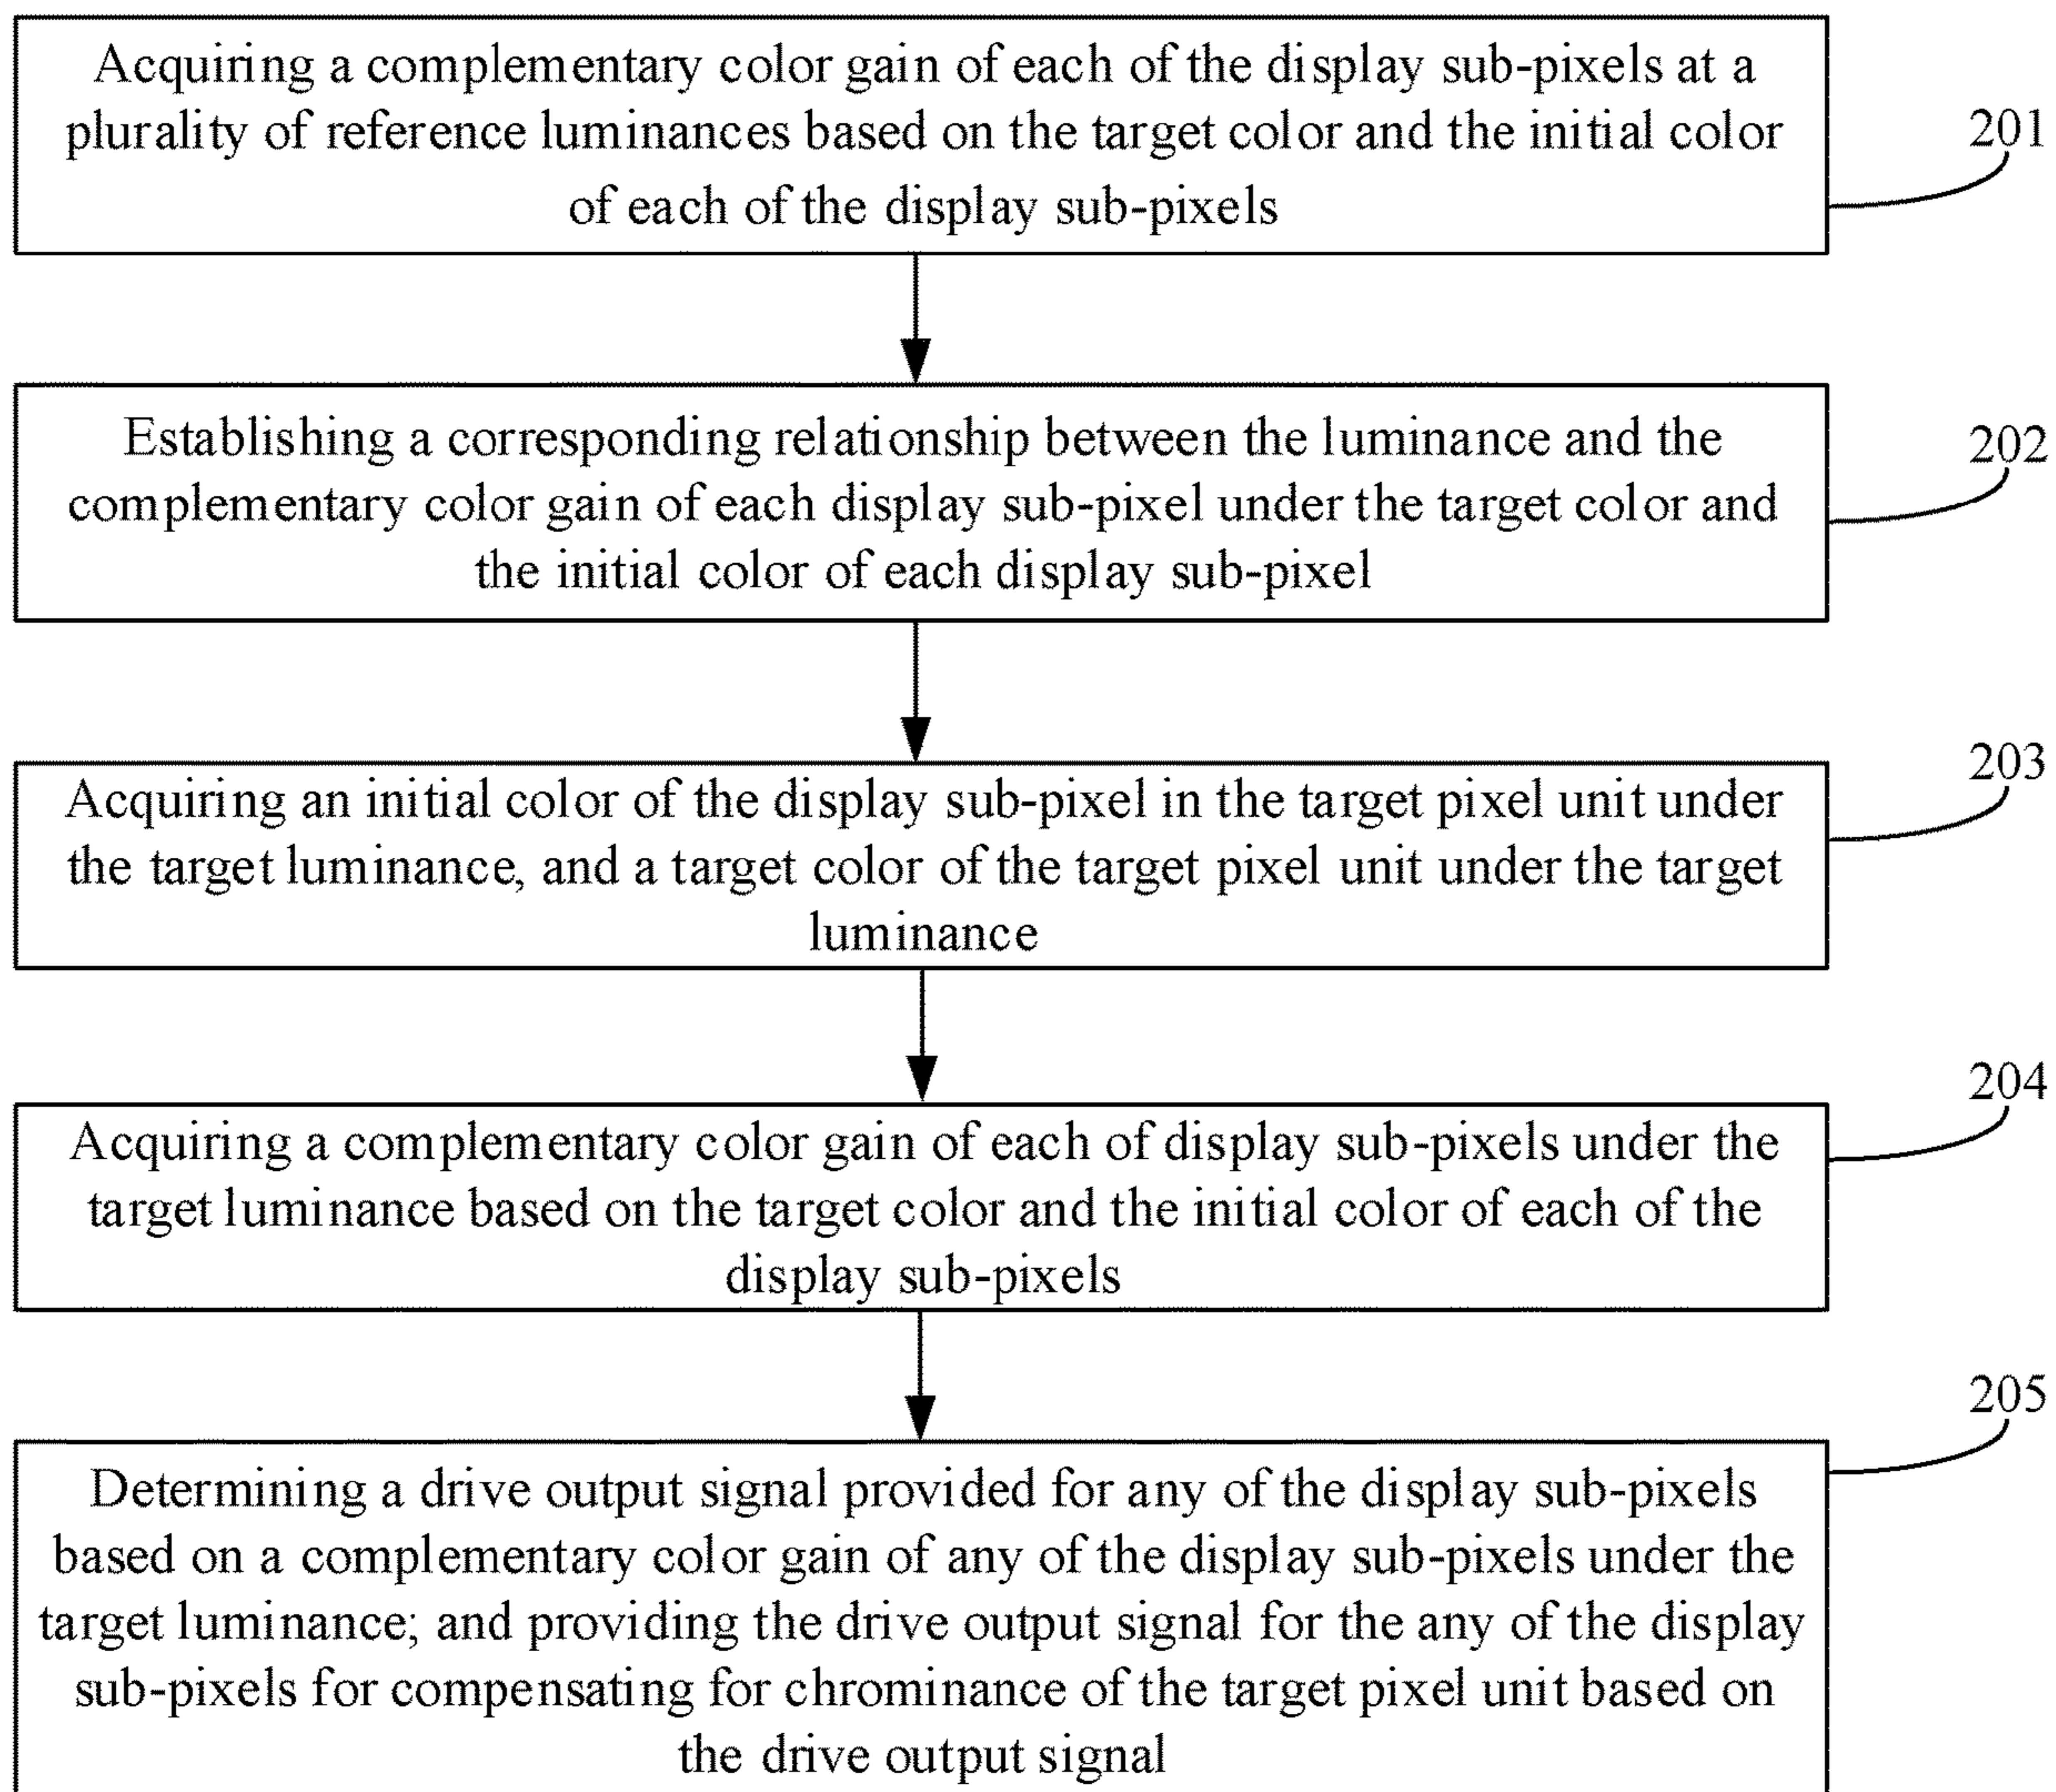 Acquiring a complementary color gain of each of the display sub-pixels at a
plurality of reference luminances based on the target color and the initial color
of each of the display sub-pixels
201
Establishing a corresponding relationship between the luminance and the
complementary color gain of each display sub-pixel under the target color and
the initial color of each display sub-pixel
202
Acquiring an initial color of the display sub-pixel in the target pixel unit under
the target luminance, and a target color of the target pixel unit under the target
luminance
203
Acquiring a complementary color gain of each of display sub-pixels under the
target luminance based on the target color and the initial color of each of the
display sub-pixels
204
Determining a drive output signal provided for any of the display sub-pixels
based on a complementary color gain of any of the display sub-pixels under the
target luminance; and providing the drive output signal for the any of the display
sub-pixels for compensating for chrominance of the target pixel unit based on
the drive output signal
205